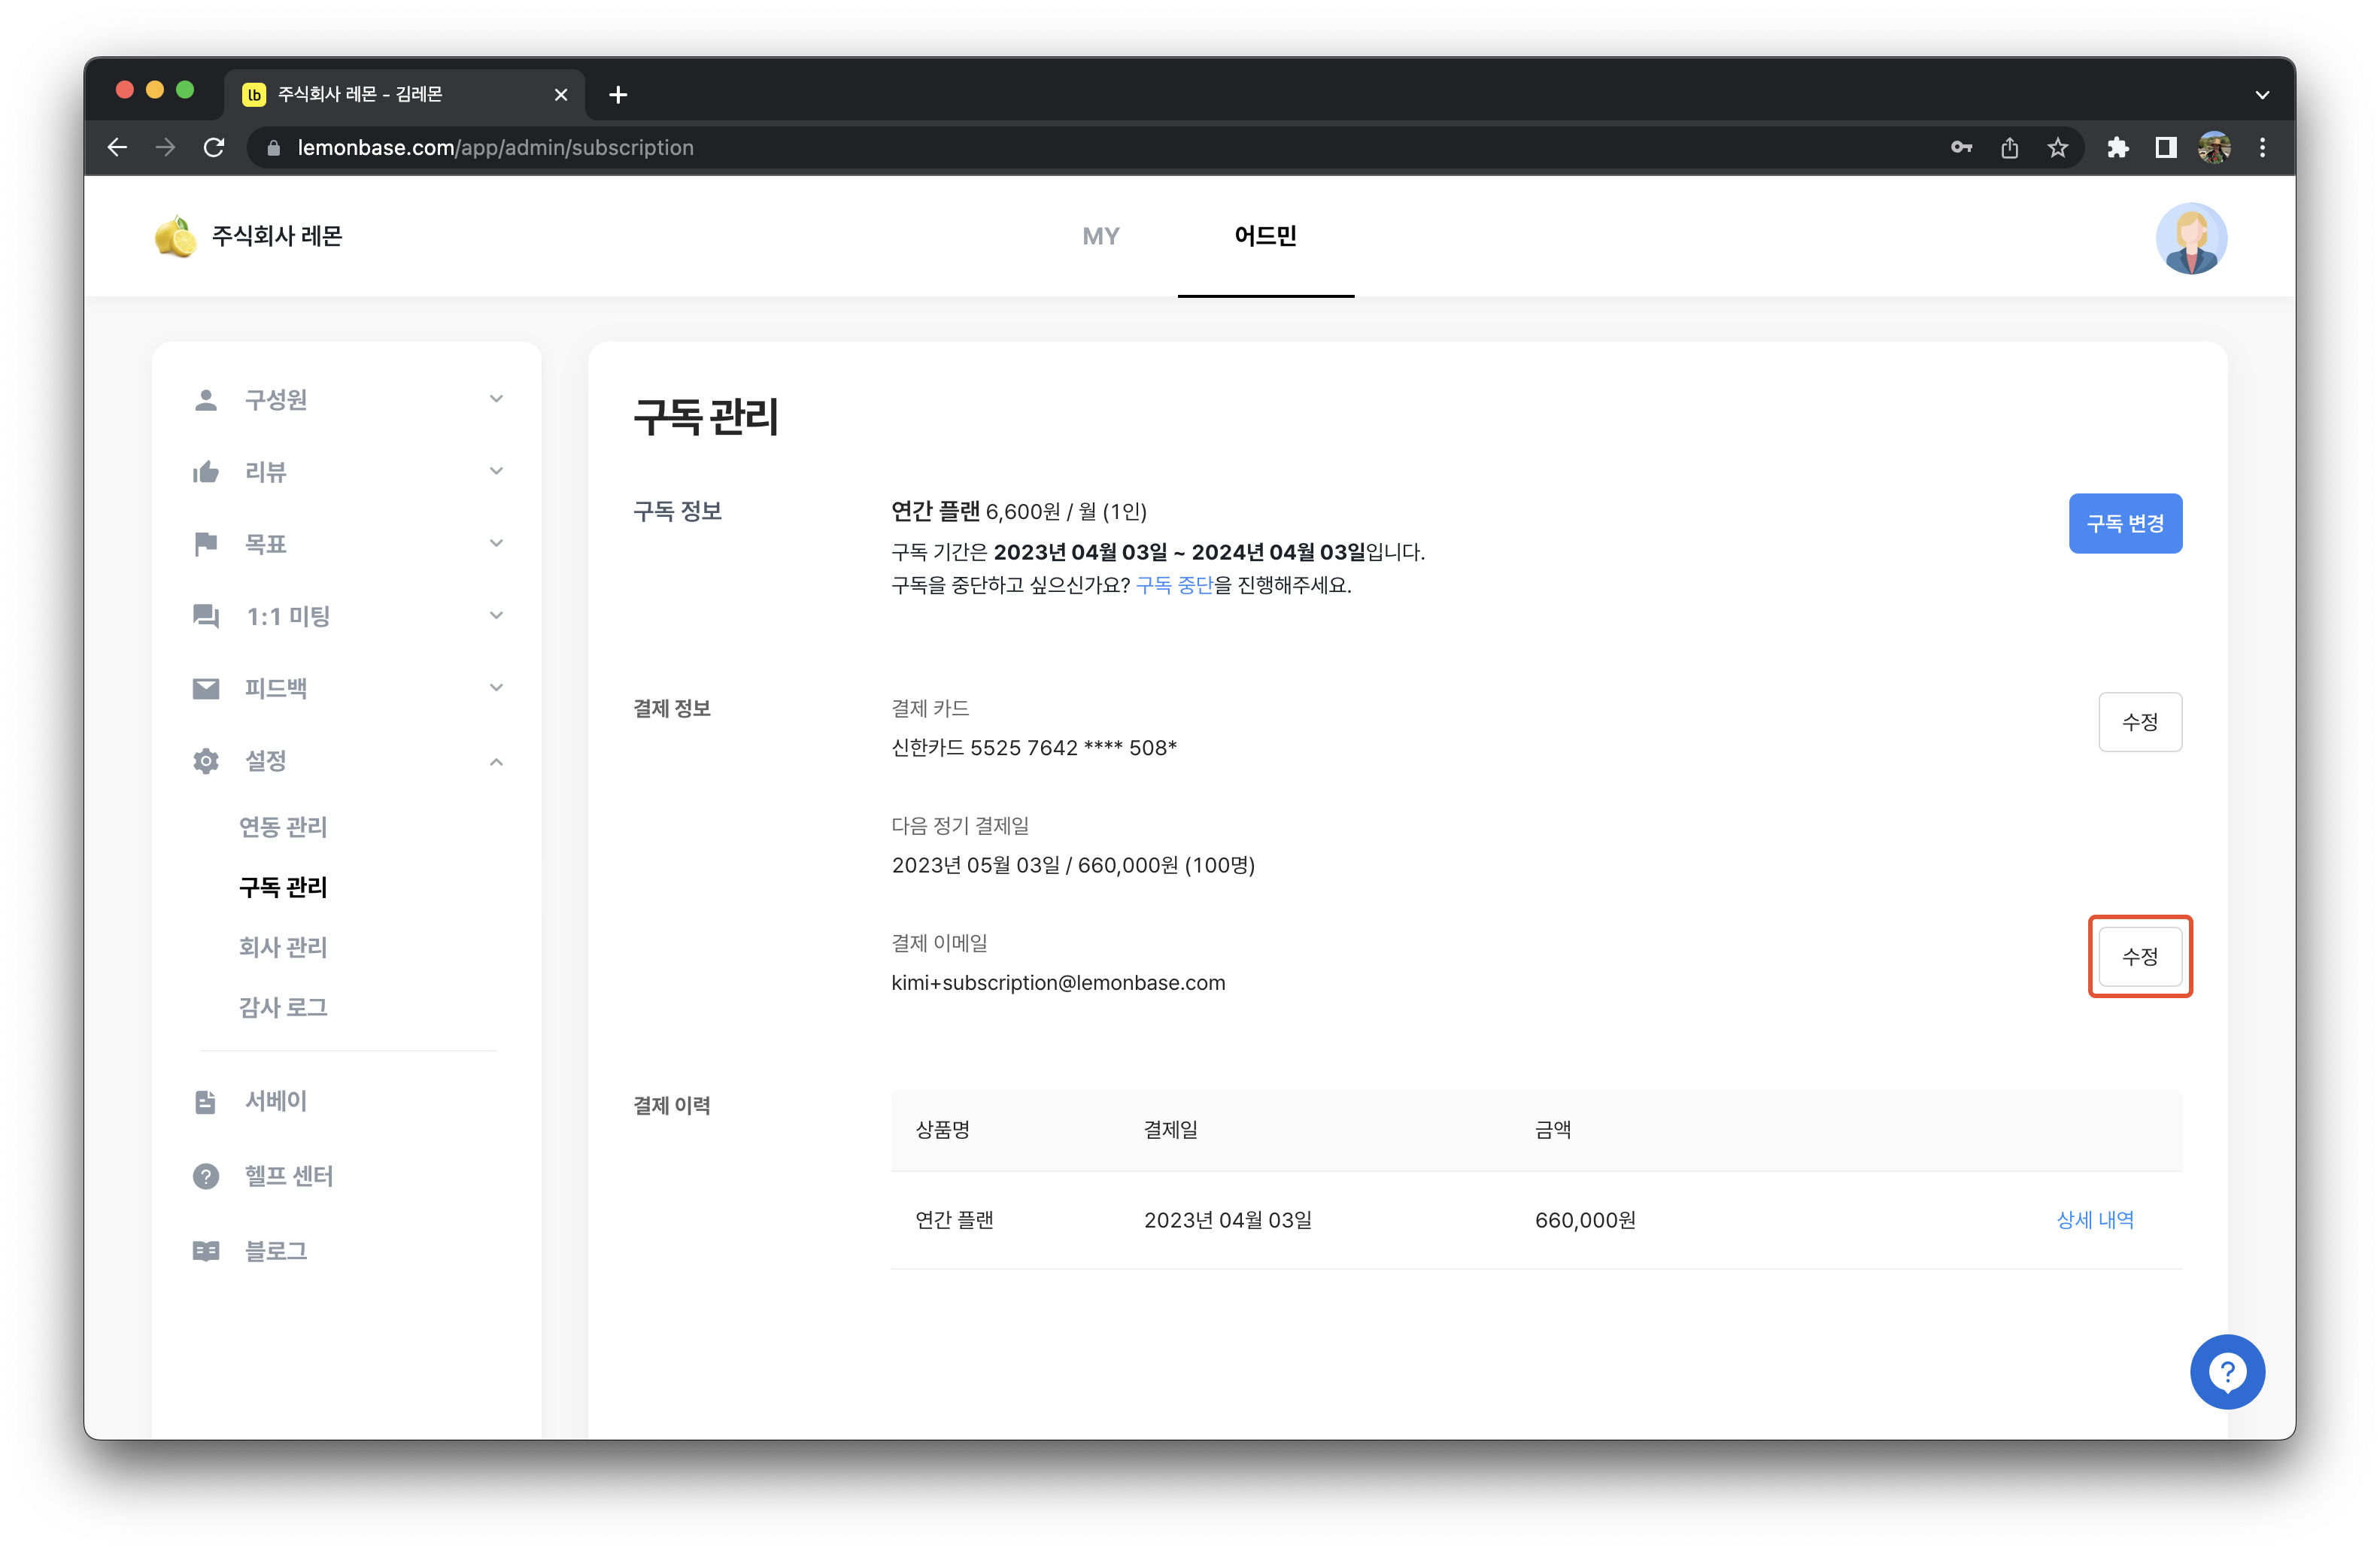 lb 주식회사 레몬 - 김레몬
lemonbase.com/app/admin/subscription
주식회사 레몬
MY
어드민
구성원
리뷰
목표
1:1 미팅
피드백
설정
연동 관리
구독 관리
회사 관리
감사 로그
서베이
헬프 센터
블로그
구독 관리
구독 정보
연간 플랜 6,600원 / 월 (1인)
구독 기간은 2023년 04월 03일 ~ 2024년 04월 03일입니다.
구독을 중단하고 싶으신가요? 구독 중단을 진행해주세요.
구독 변경
결제 정보
결제 카드
신한카드 5525 7642 **** 508*
수정
다음 정기 결제일
2023년 05월 03일 / 660,000원 (100명)
결제 이메일
kimi+subscription@lemonbase.com
수정
결제 이력
상품명 결제일 금액
연간 플랜 2023년 04월 03일 660,000원 상세 내역